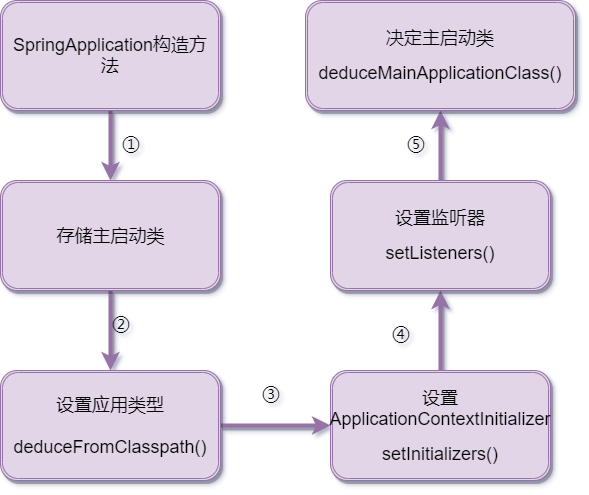 SpringApplication构造方
法
①
存储主启动类
②
设置应用类型
deduceFromClasspath()
③
设置
ApplicationContextInitializer
setInitializers()
④
设置监听器
setListeners()
⑤
决定主启动类
deduceMainApplicationClass()